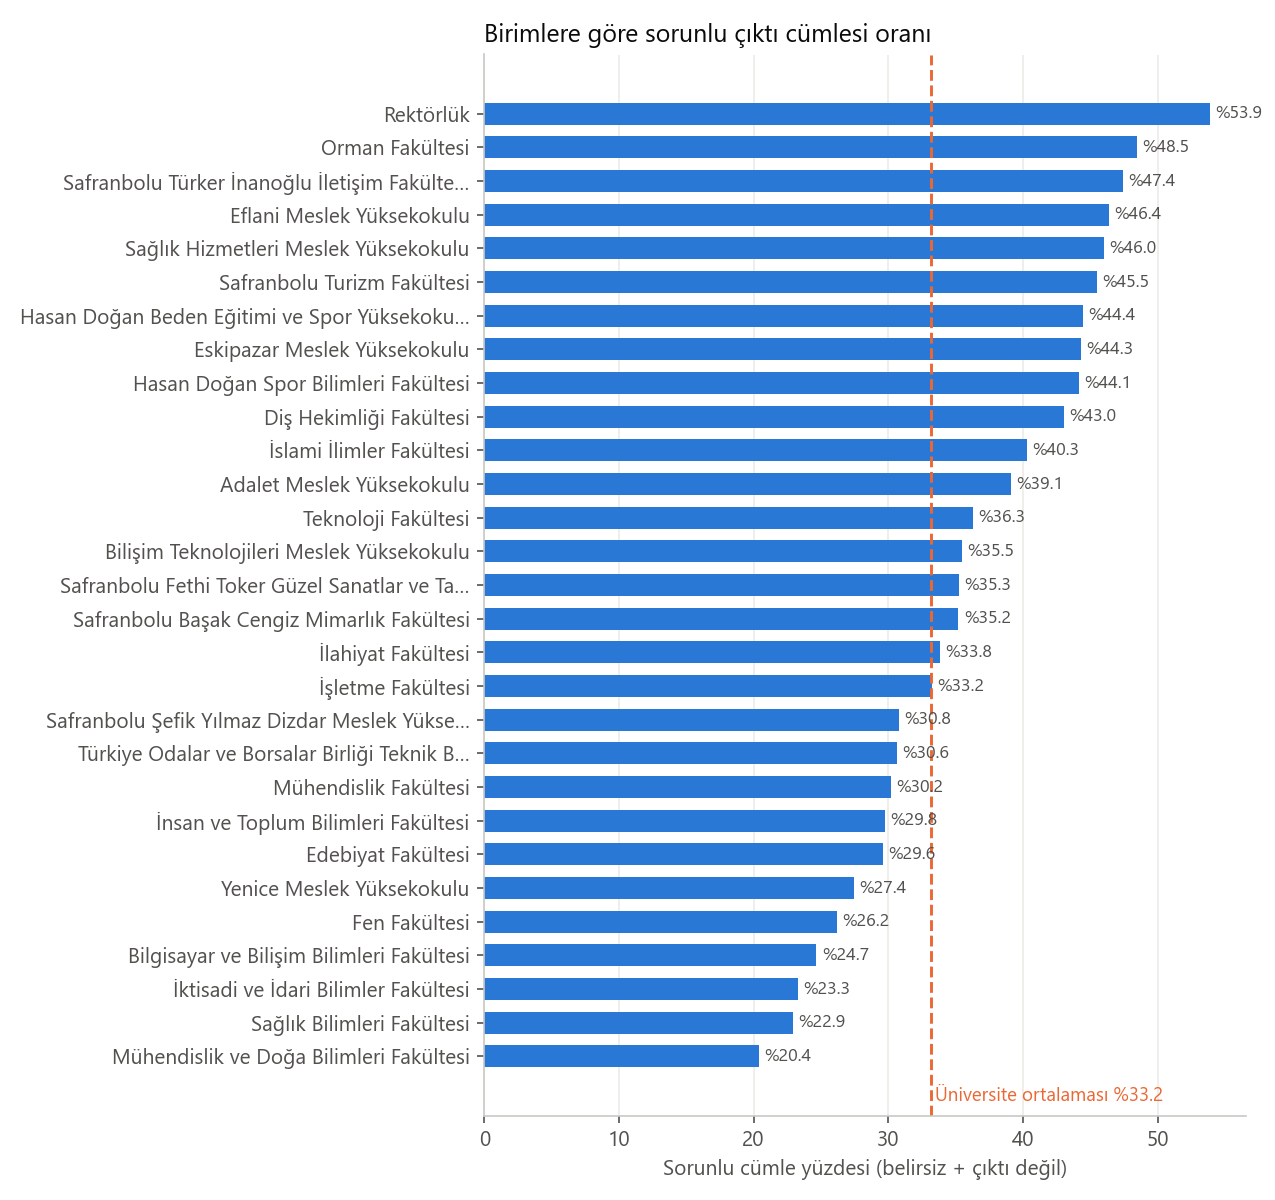 Birimlere göre sorunlu çıktı cümlesi oranı
Rektörlük %53.9
Orman Fakültesi %48.5
Safranbolu Türker İnanoğlu İletişim Fakülte... %47.4
Eflani Meslek Yüksekokulu %46.4
Sağlık Hizmetleri Meslek Yüksekokulu %46.0
Safranbolu Turizm Fakültesi %45.5
Hasan Doğan Beden Eğitimi ve Spor Yüksekoku... %44.4
Eskipazar Meslek Yüksekokulu %44.3
Hasan Doğan Spor Bilimleri Fakültesi %44.1
Diş Hekimliği Fakültesi %43.0
İslami İlimler Fakültesi %40.3
Adalet Meslek Yüksekokulu %39.1
Teknoloji Fakültesi %36.3
Bilişim Teknolojileri Meslek Yüksekokulu %35.5
Safranbolu Fethi Toker Güzel Sanatlar ve Ta... %35.3
Safranbolu Başak Cengiz Mimarlık Fakültesi %35.2
İlahiyat Fakültesi %33.8
İşletme Fakültesi %33.2
Safranbolu Şefik Yılmaz Dizdar Meslek Yükse... %30.8
Türkiye Odalar ve Borsalar Birliği Teknik B... %30.6
Mühendislik Fakültesi %30.2
İnsan ve Toplum Bilimleri Fakültesi %29.8
Edebiyat Fakültesi %29.6
Yenice Meslek Yüksekokulu %27.4
Fen Fakültesi %26.2
Bilgisayar ve Bilişim Bilimleri Fakültesi %24.7
İktisadi ve İdari Bilimler Fakültesi %23.3
Sağlık Bilimleri Fakültesi %22.9
Mühendislik ve Doğa Bilimleri Fakültesi %20.4
Üniversite ortalaması %33.2
0 10 20 30 40 50
Sorunlu cümle yüzdesi (belirsiz + çıktı değil)